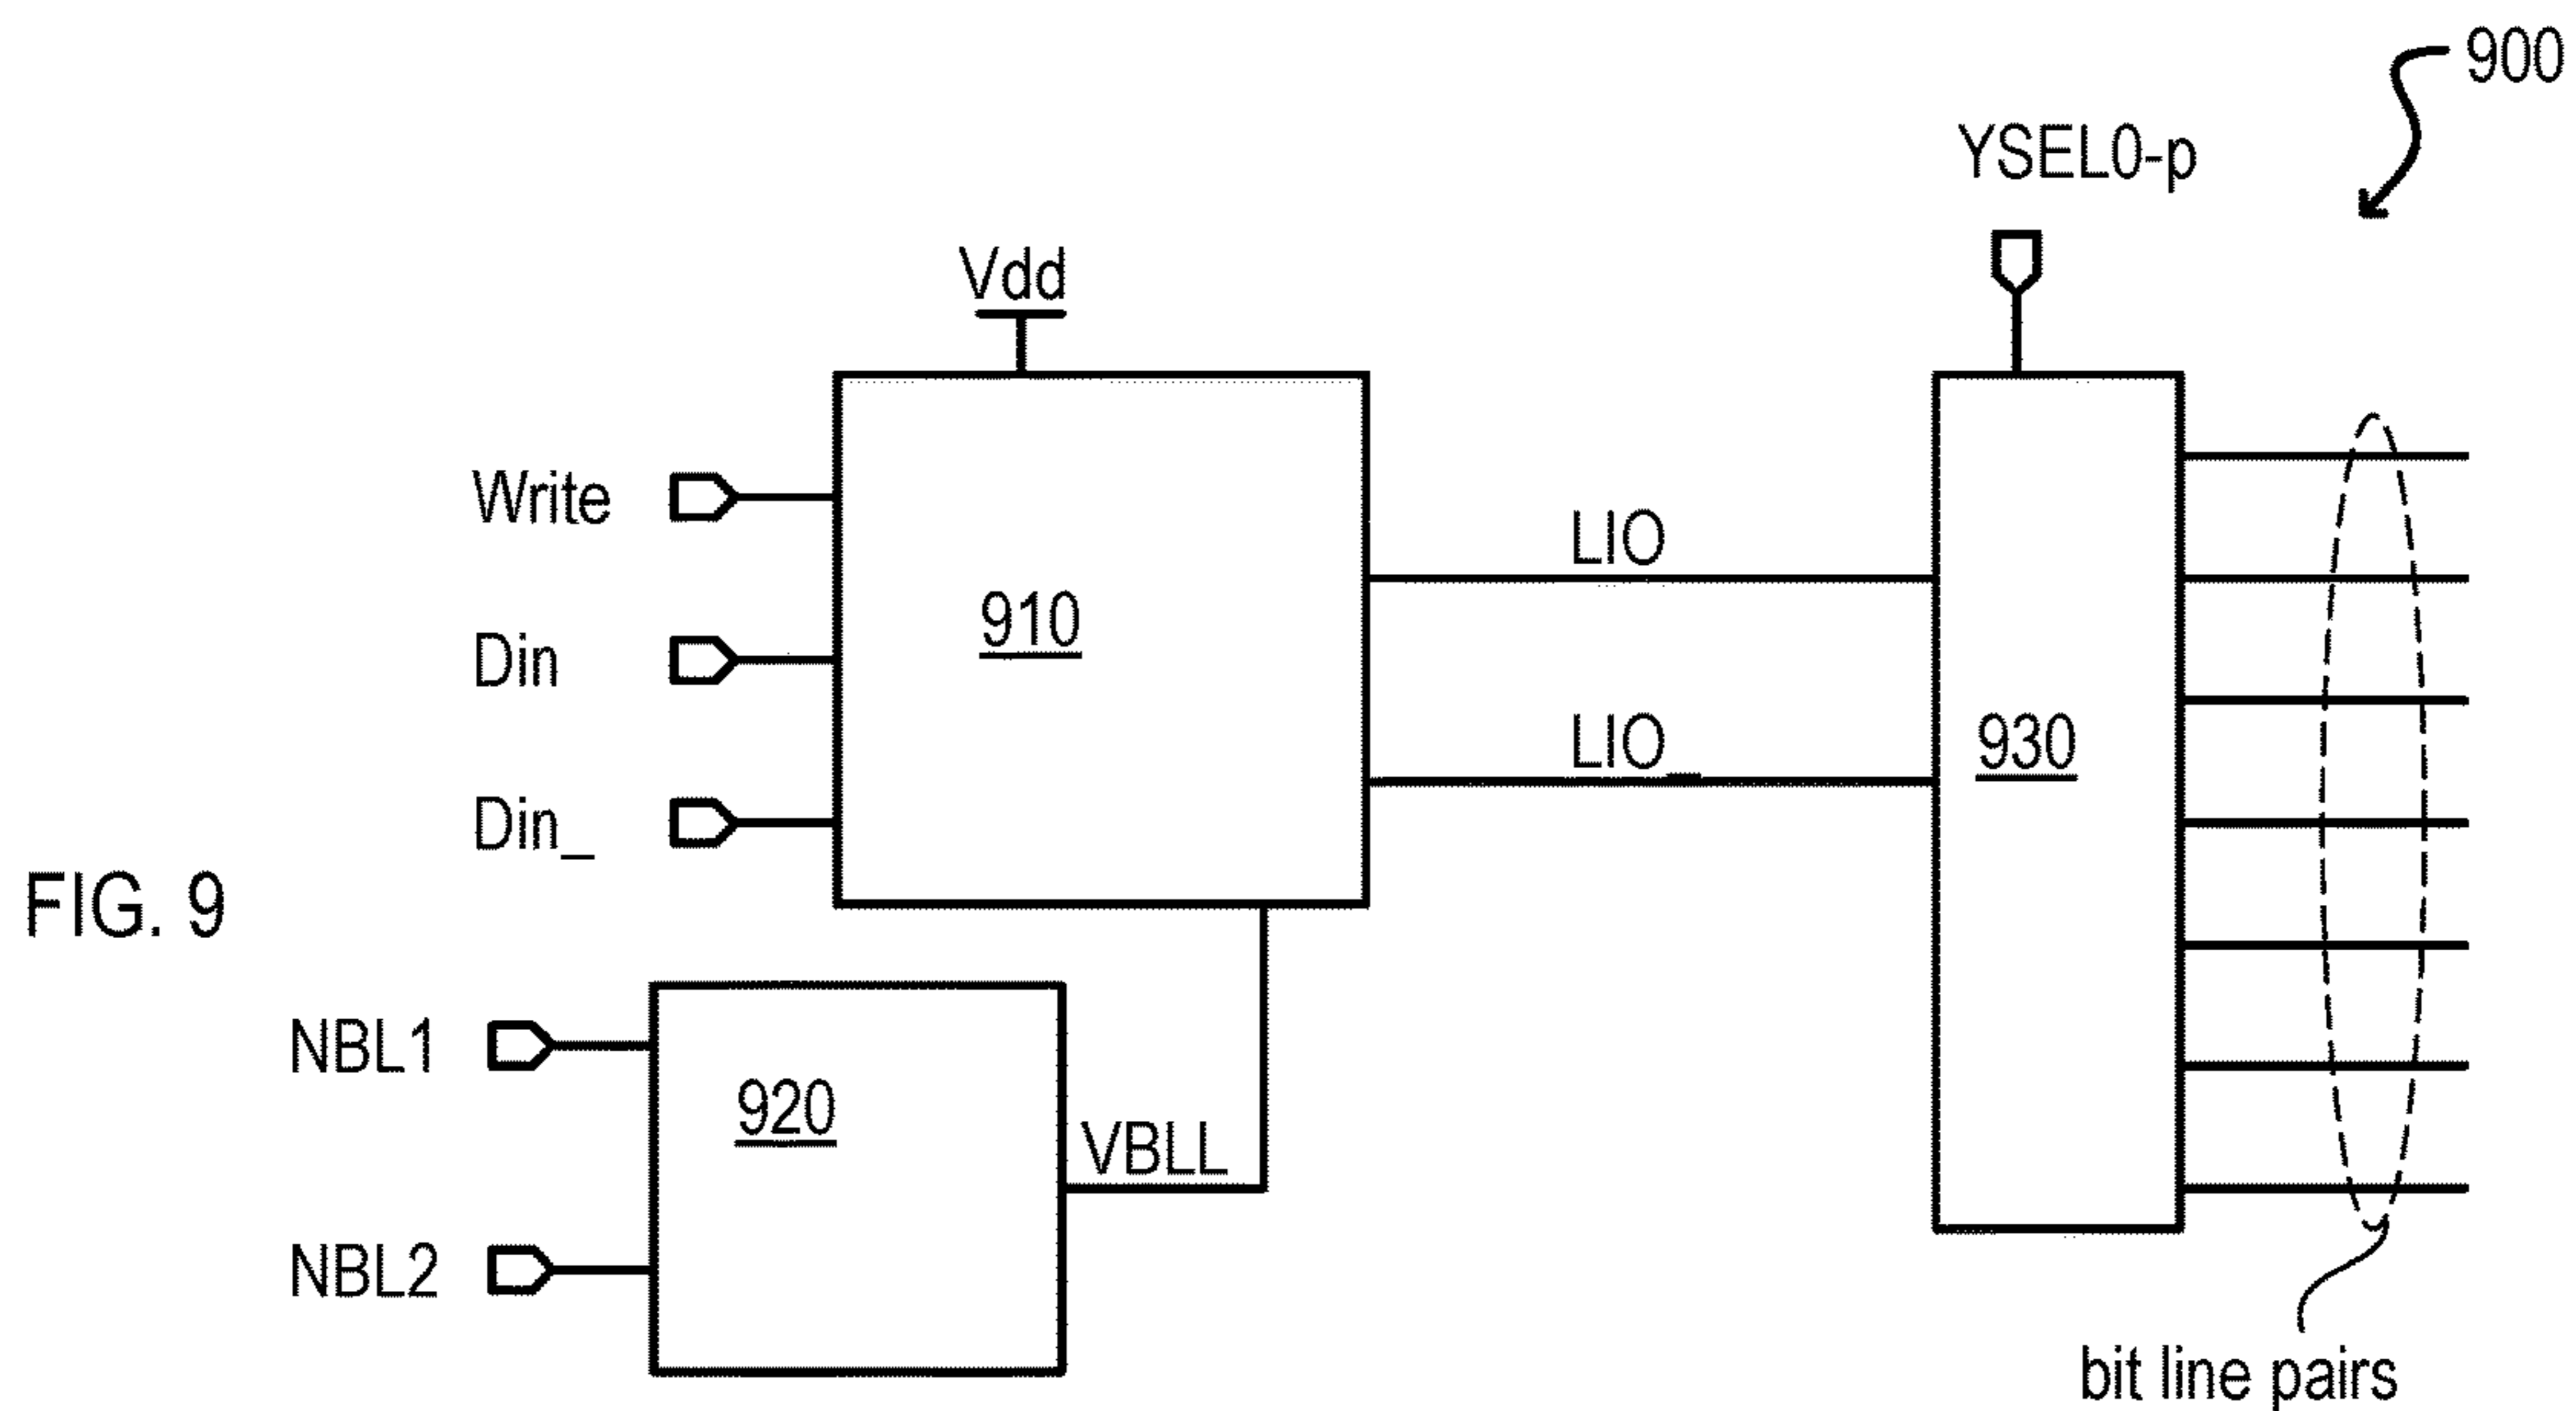 900
YSEL0-p
Vdd
Write
LIO
910
Din
LIO_
930
Din_
FIG. 9
NBL1
920
VBLL
NBL2
bit line pairs